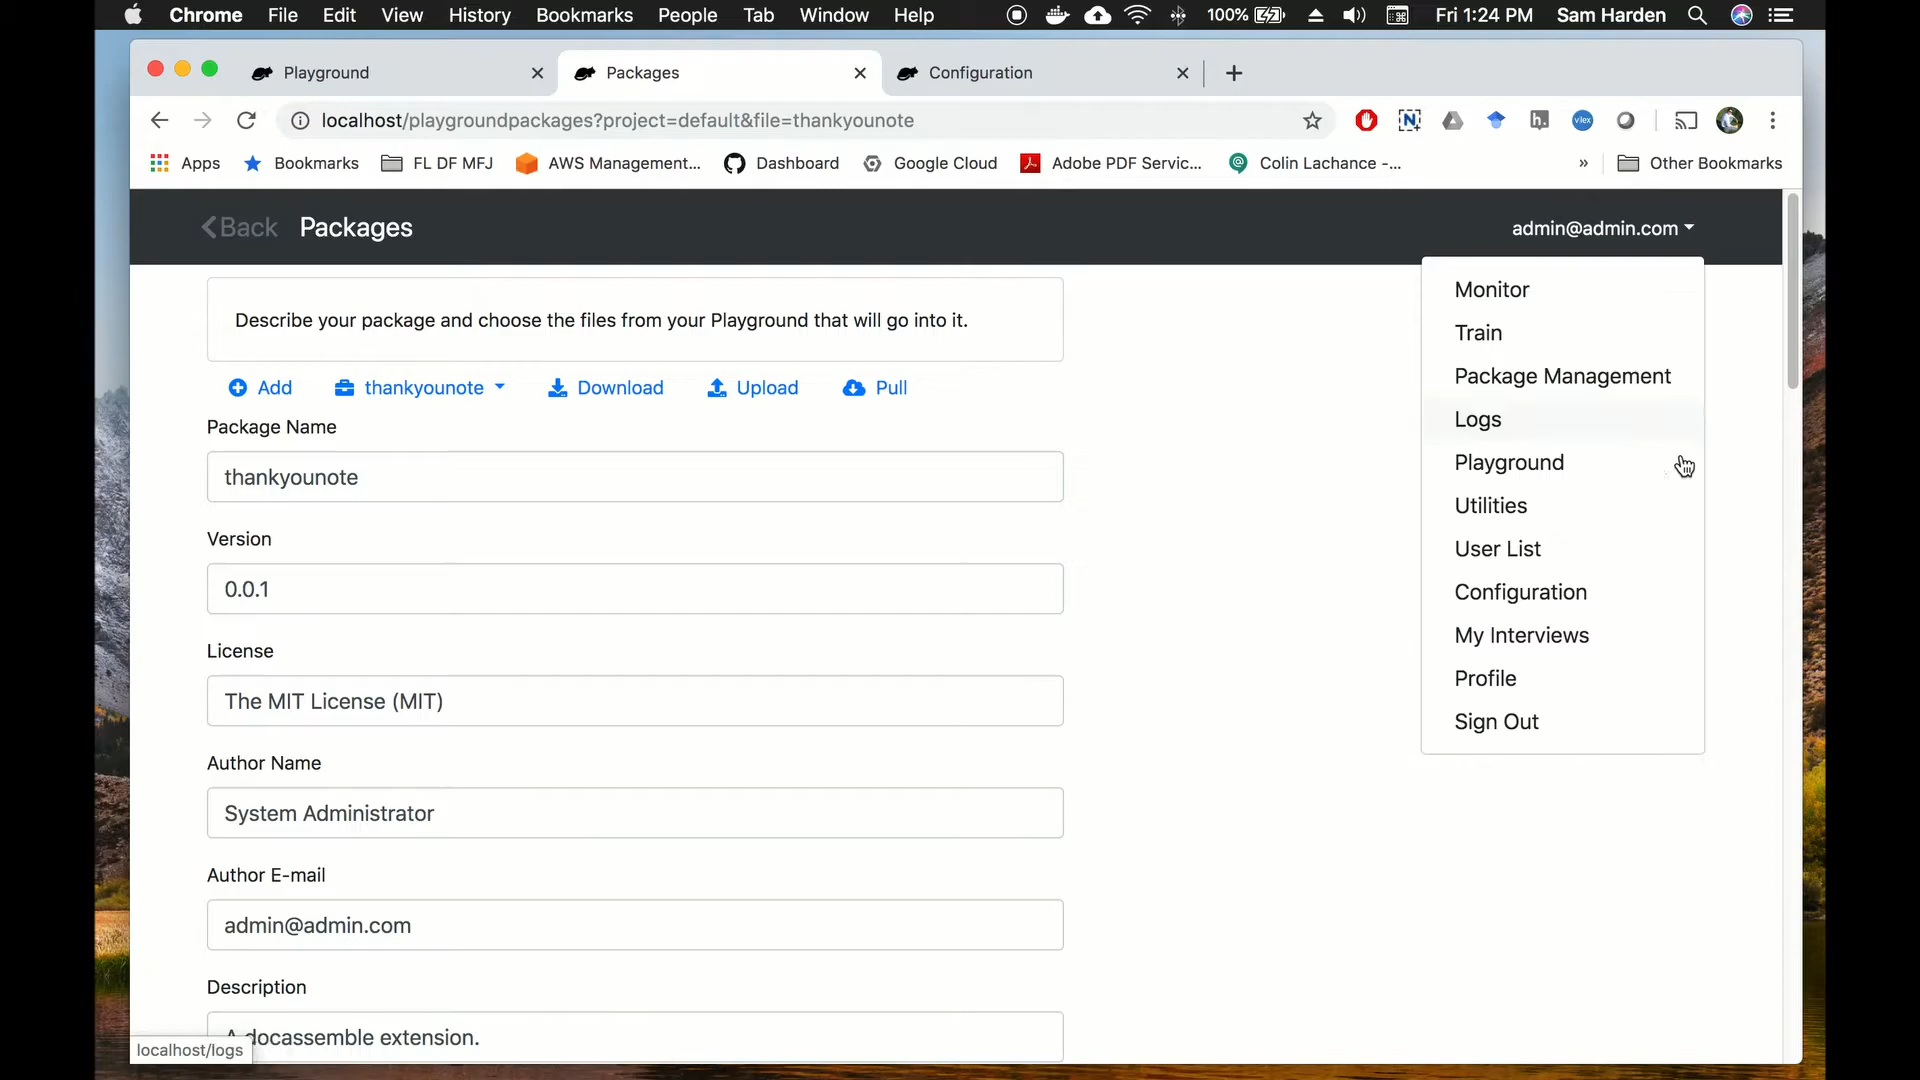 Chrome File Edit View History Bookmarks People Tab Window Help 100% Fri 1:24 PM Sam Harden
Playground Packages Configuration
localhost/playgroundpackages?project=default&file=thankyounote N h. vlex
Apps Bookmarks FL DF MFJ AWS Management... Dashboard Google Cloud Adobe PDF Servic... Colin Lachance -... » Other Bookmarks
Back Packages admin@admin.com
Describe your package and choose the files from your Playground that will go into it.
Add thankyounote Download Upload Pull
Package Name
thankyounote
Version
0.0.1
License
The MIT License (MIT)
Author Name
System Administrator
Author E-mail
admin@admin.com
Description
A docassemble extension.
Monitor
Train
Package Management
Logs
Playground
Utilities
User List
Configuration
My Interviews
Profile
Sign Out
localhost/logs